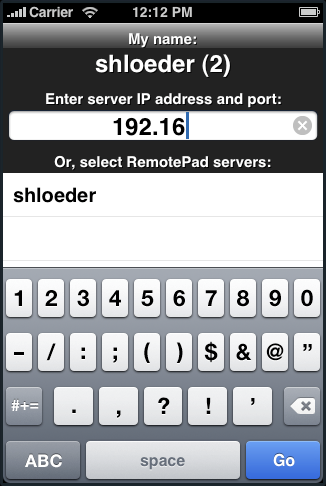 Carrier 12:12 PM
My name:
shloeder (2)
Enter server IP address and port:
192.16
Or, select RemotePad servers:
shloeder
1 2 3 4 5 6 7 8 9 0
- / : ; ( ) $ & @ ”
#+= . , ? ! ’
ABC space Go